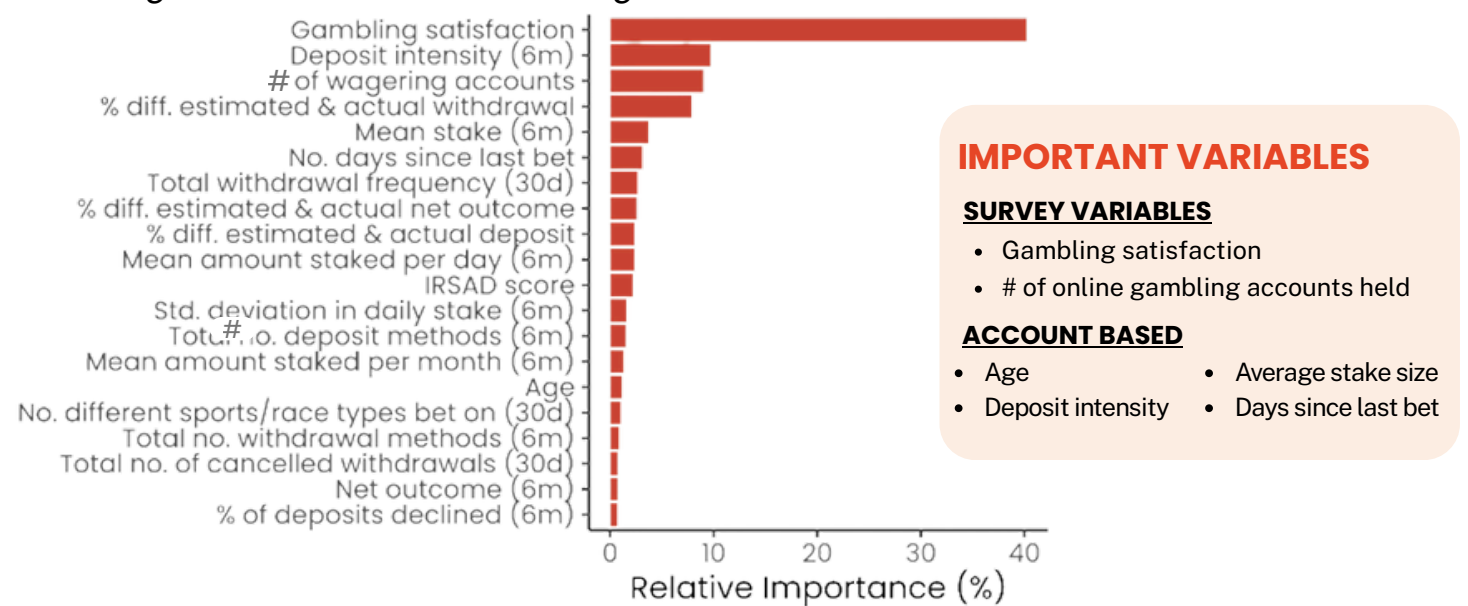 Gambling satisfaction
Deposit intensity (6m)
# of wagering accounts
% diff. estimated & actual withdrawal
Mean stake (6m)
No. days since last bet
Total withdrawal frequency (30d)
% diff. estimated & actual net outcome
% diff. estimated & actual deposit
Mean amount staked per day (6m)
IRSAD score
Std. deviation in daily stake (6m)
# deposit methods (6m)
Mean amount staked per month (6m)
Age
No. different sports/race types bet on (30d)
Total no. withdrawal methods (6m)
Total no. of cancelled withdrawals (30d)
Net outcome (6m)
% of deposits declined (6m)
0 10 20 30 40
Relative Importance (%)
IMPORTANT VARIABLES
SURVEY VARIABLES
• Gambling satisfaction
• # of online gambling accounts held
ACCOUNT BASED
• Age
• Deposit intensity
• Average stake size
• Days since last bet